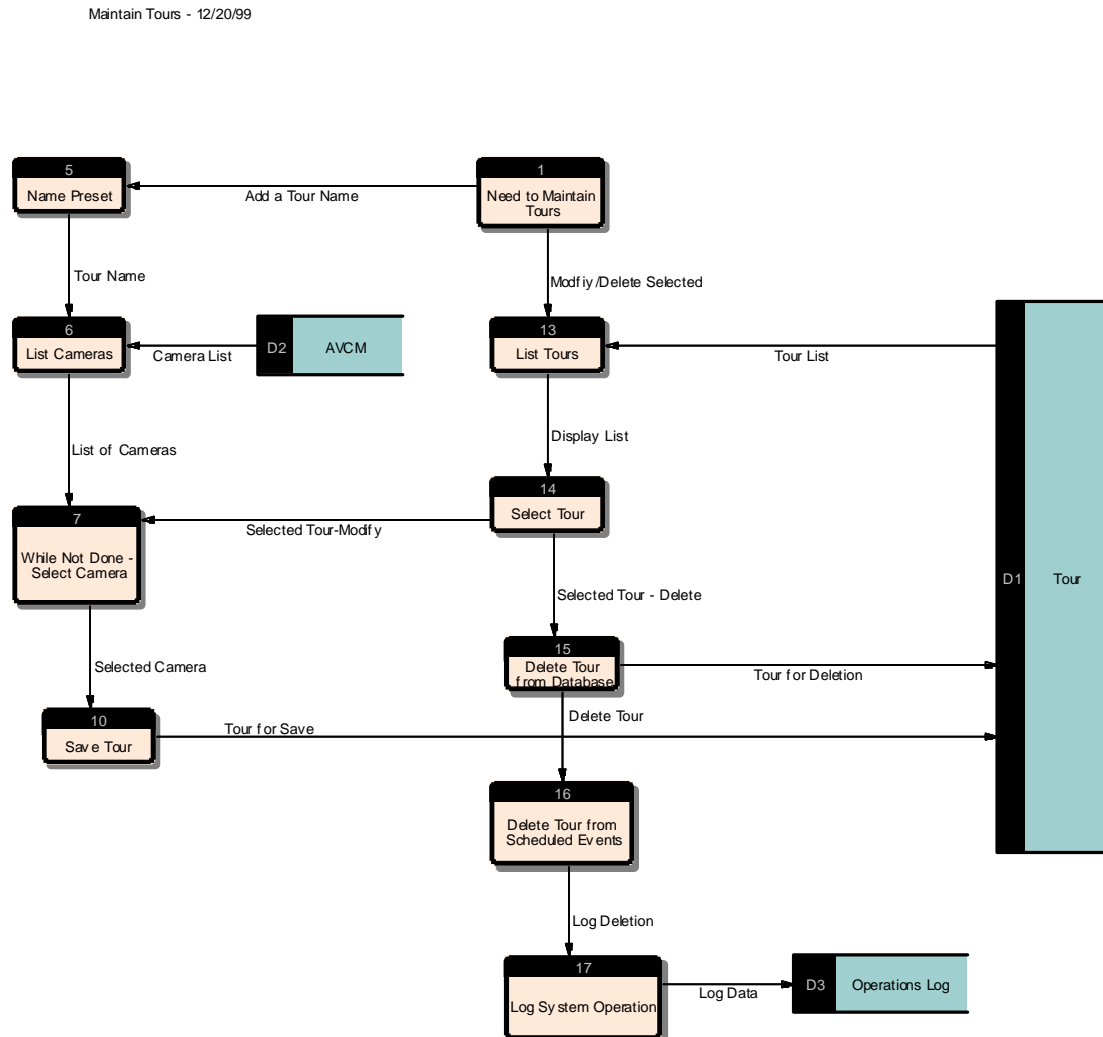 Maintain Tours - 12/20/99
5
Name Preset
Add a Tour Name
1
Need to Maintain
Tours
Tour Name
Modfiy/Delete Selected
6
List Cameras
Camera List
D2
AVCM
13
List Tours
Tour List
List of Cameras
Display List
7
While Not Done -
Select Camera
Selected Tour-Modify
14
Select Tour
D1
Tour
Selected Tour - Delete
Selected Camera
15
Delete Tour
from Database
Tour for Deletion
10
Save Tour
Tour for Save
Delete Tour
16
Delete Tour from
Scheduled Events
Log Deletion
17
Log System Operation
Log Data
D3
Operations Log